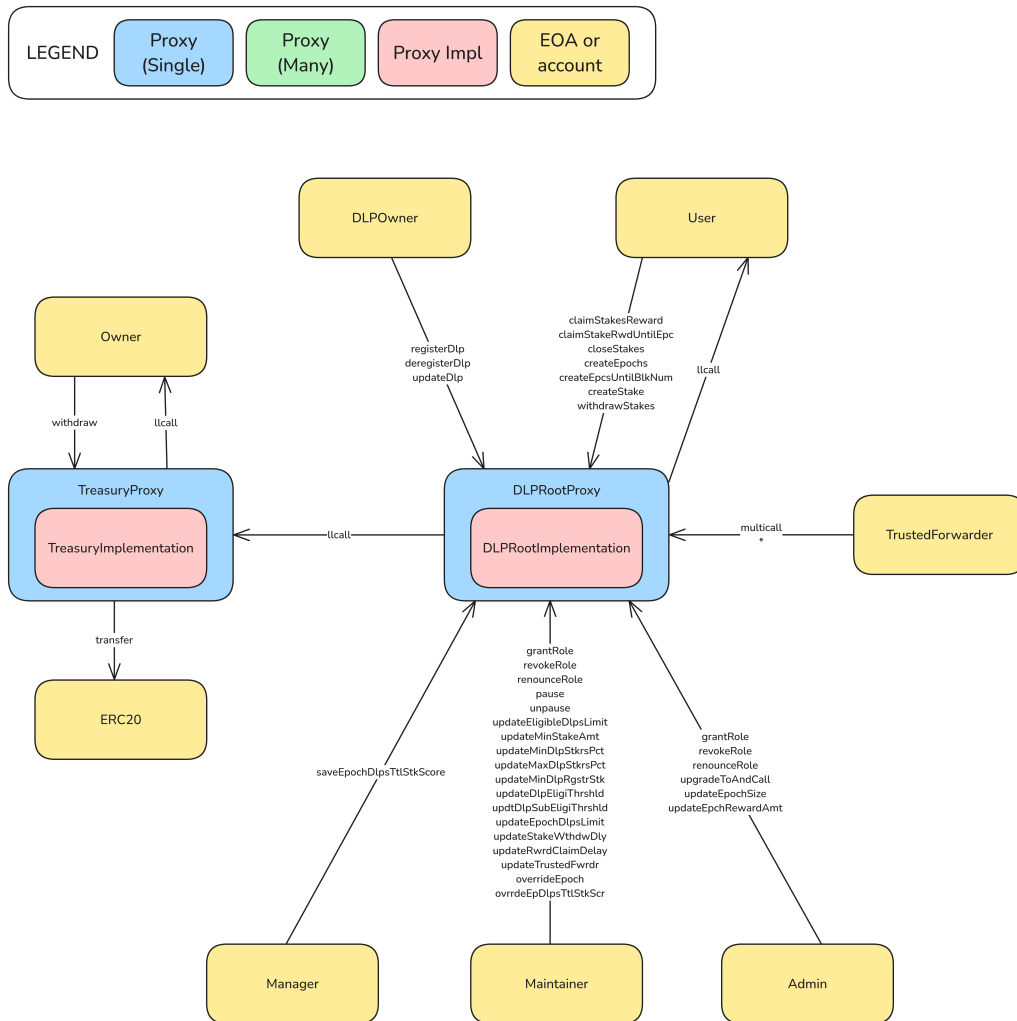 LEGEND
Proxy
(Single)
Proxy
(Many)
Proxy Impl
EOA or
account
DLPOwner
User
Owner
claimStakesReward
claimStakeRwdUntilEpc
closeStakes
createEpochs
createEpcsUntilBlkNum
createStake
withdrawStakes
registerDlp
deregisterDlp
updateDlp
llcall
withdraw
llcall
TreasuryProxy
TreasuryImplementation
llcall
DLPRootProxy
DLPRootImplementation
multicall
*
TrustedForwarder
transfer
ERC20
grantRole
revokeRole
renounceRole
pause
unpause
updateEligibleDlpsLimit
updateMinStakeAmt
updateMinDlpStkrsPct
updateMaxDlpStkrsPct
updateMinDlpRgstrStk
updateDlpEligiThrshld
updtDlpSubEligiThrshld
updateEpochDlpsLimit
updateStakeWthdwDly
updateRwrdClaimDelay
updateTrustedFwrdr
overrideEpoch
ovrrdeEpDlpsTtlStkScr
saveEpochDlpsTtlStkScore
grantRole
revokeRole
renounceRole
upgradeToAndCall
updateEpochSize
updateEpchRewardAmt
Manager
Maintainer
Admin